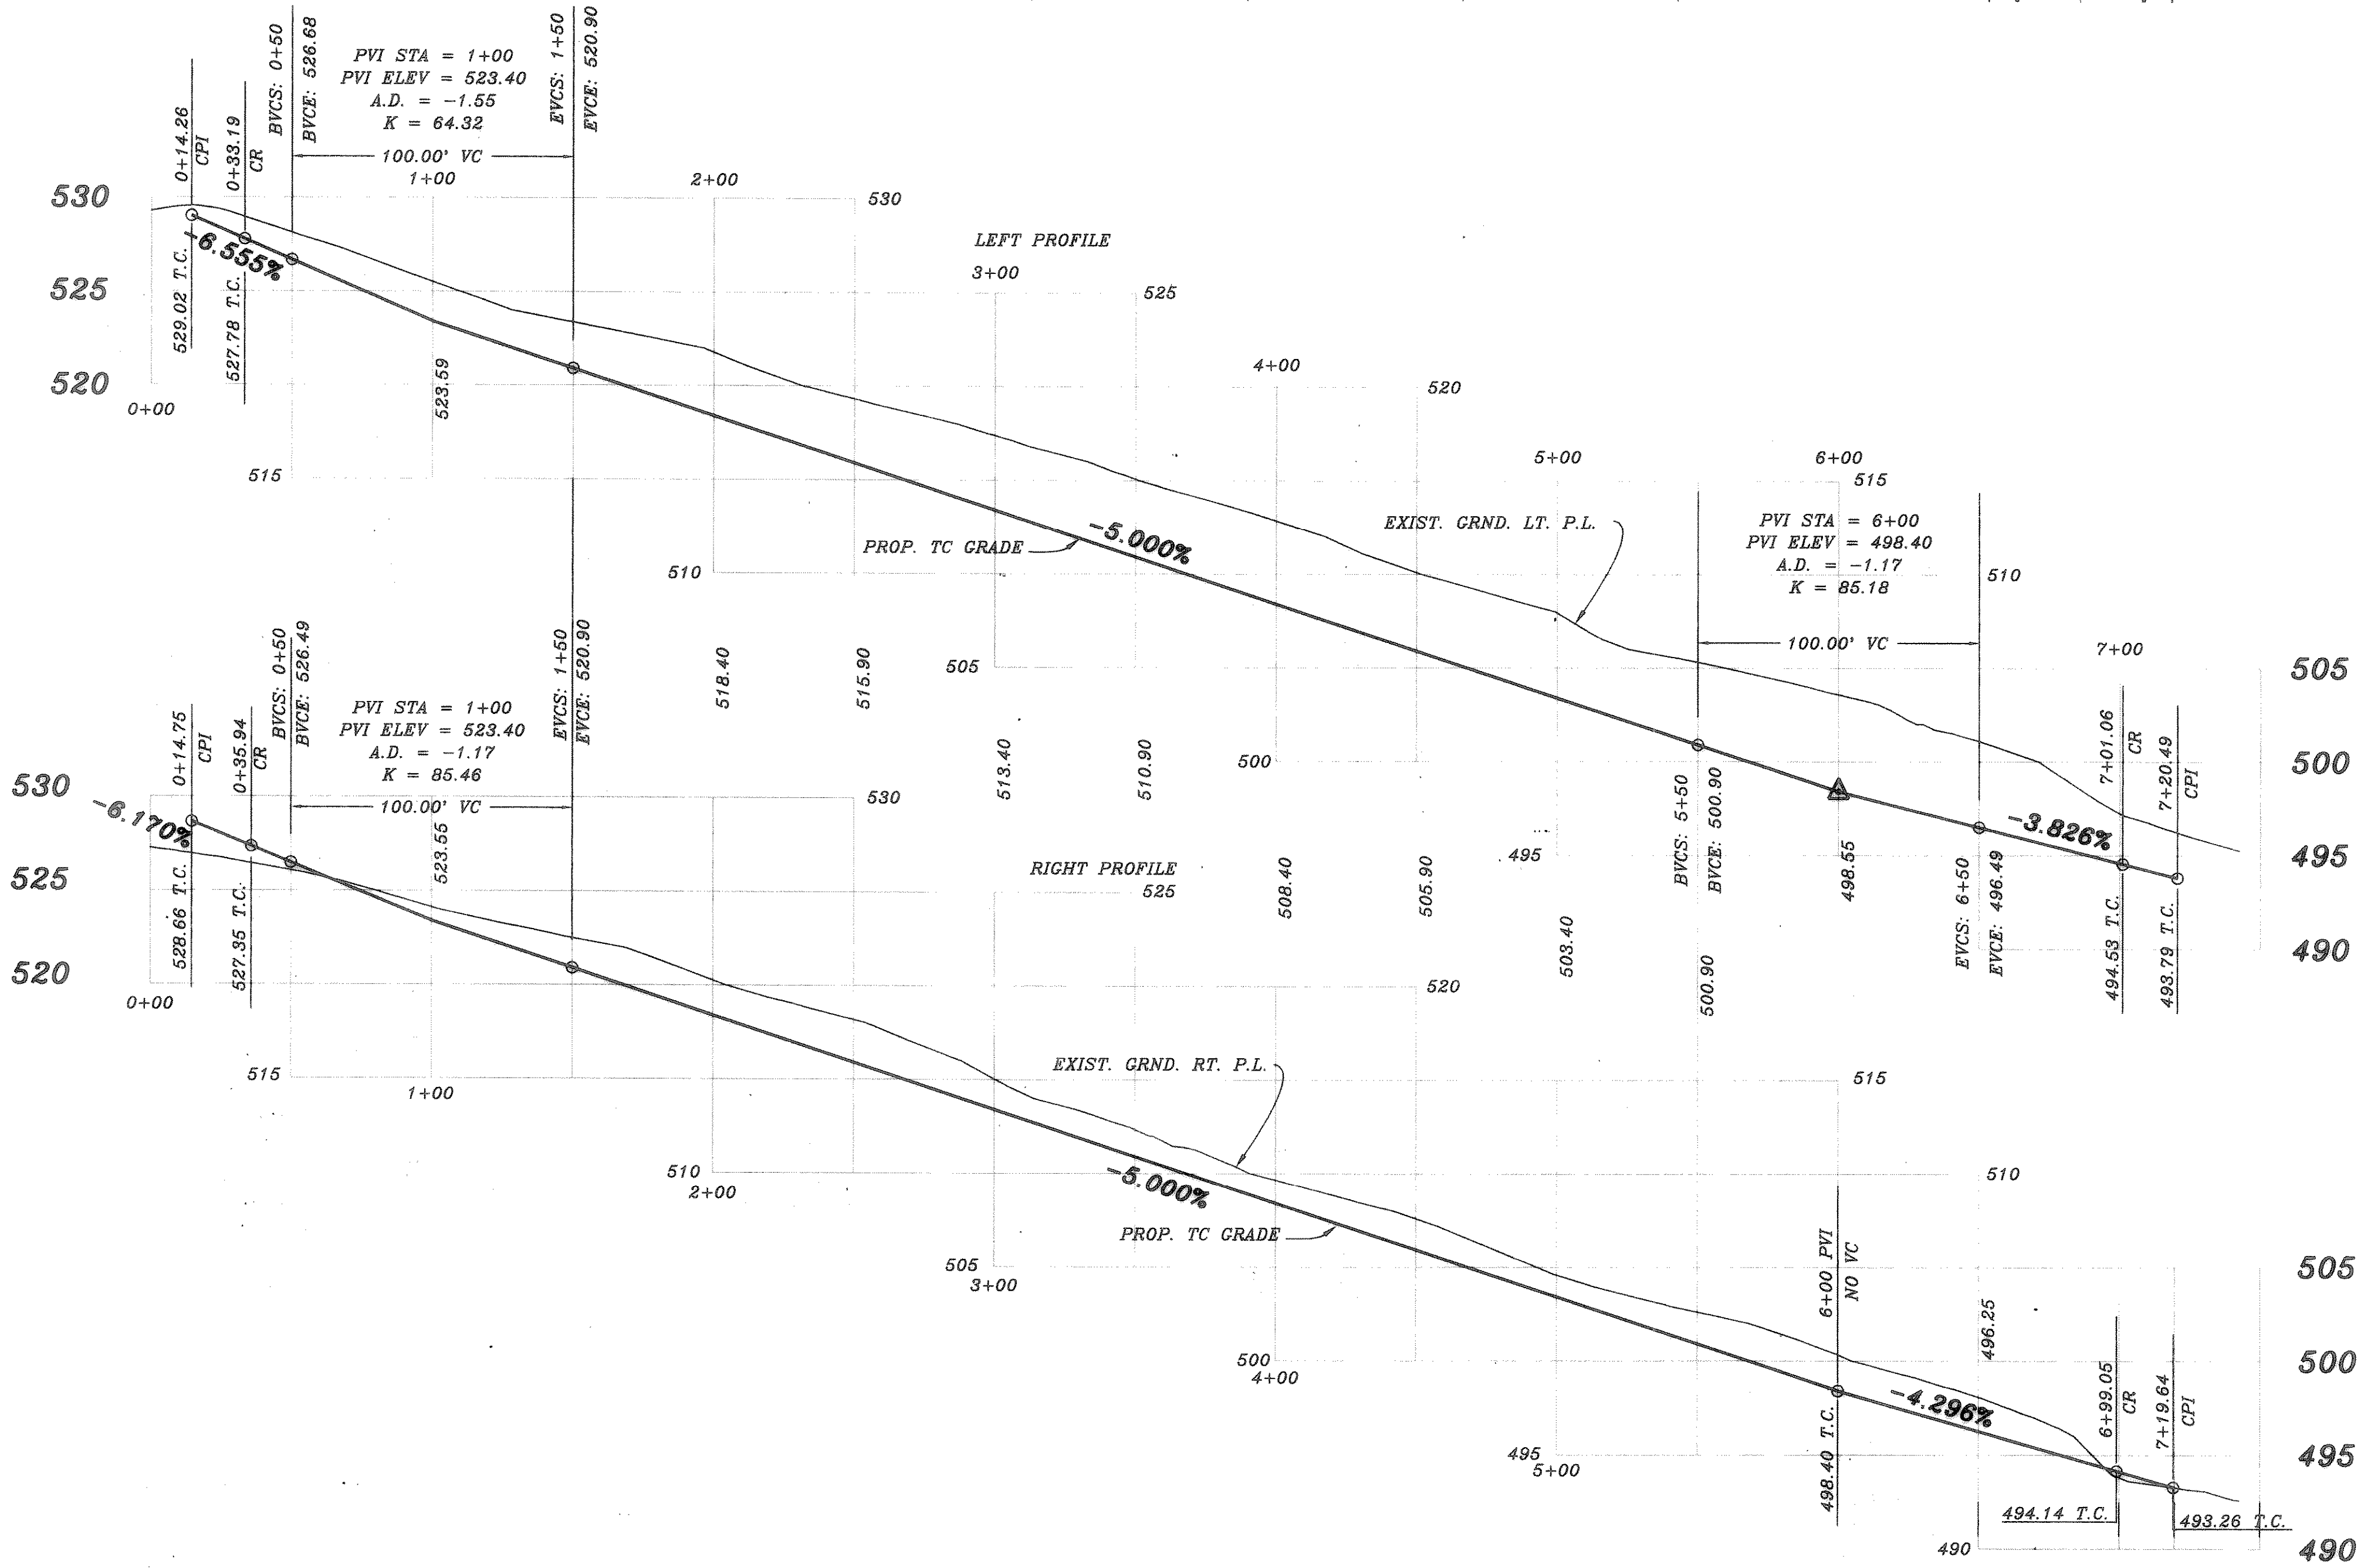 BVCS: 0+50
BVCE: 526.68
PVI STA = 1+00
PVI ELEV = 523.40
A.D. = -1.55
K = 64.32
EVCS: 1+50
EVCE: 520.90
0+14.26
CPI
0+33.19
CR
100.00' VC
1+00
2+00
530
530
LEFT PROFILE
3+00
-6.555%
529.02 T.C.
527.78 T.C.
525
525
520
0+00
523.59
4+00
520
5+00
6+00
515
515
PROP. TC GRADE
-5.000%
EXIST. GRND. LT. P.L.
PVI STA = 6+00
PVI ELEV = 498.40
A.D. = -1.17
K = 85.18
510
510
100.00' VC
7+00
505
505
500
500
495
495
490
BVCS: 5+50
BVCE: 500.90
498.55
EVCS: 6+50
EVCE: 496.49
-3.826%
7+01.06
CR
7+20.49
CPI
494.53 T.C.
493.79 T.C.
BVCS: 0+50
BVCE: 526.49
PVI STA = 1+00
PVI ELEV = 523.40
A.D. = -1.17
K = 85.46
EVCS: 1+50
EVCE: 520.90
0+14.75
CPI
0+35.94
CR
100.00' VC
518.40
515.90
513.40
510.90
508.40
505.90
503.40
500.90
530
530
-6.170%
523.55
528.66 T.C.
527.35 T.C.
RIGHT PROFILE
525
525
520
520
0+00
515
515
1+00
EXIST. GRND. RT. P.L.
510
510
2+00
-5.000%
PROP. TC GRADE
505
505
3+00
6+00 PVI
NO VC
496.25
500
500
4+00
-4.296%
498.40 T.C.
6+99.05
CR
7+19.64
CPI
495
495
5+00
494.14 T.C.
493.26 T.C.
490
490